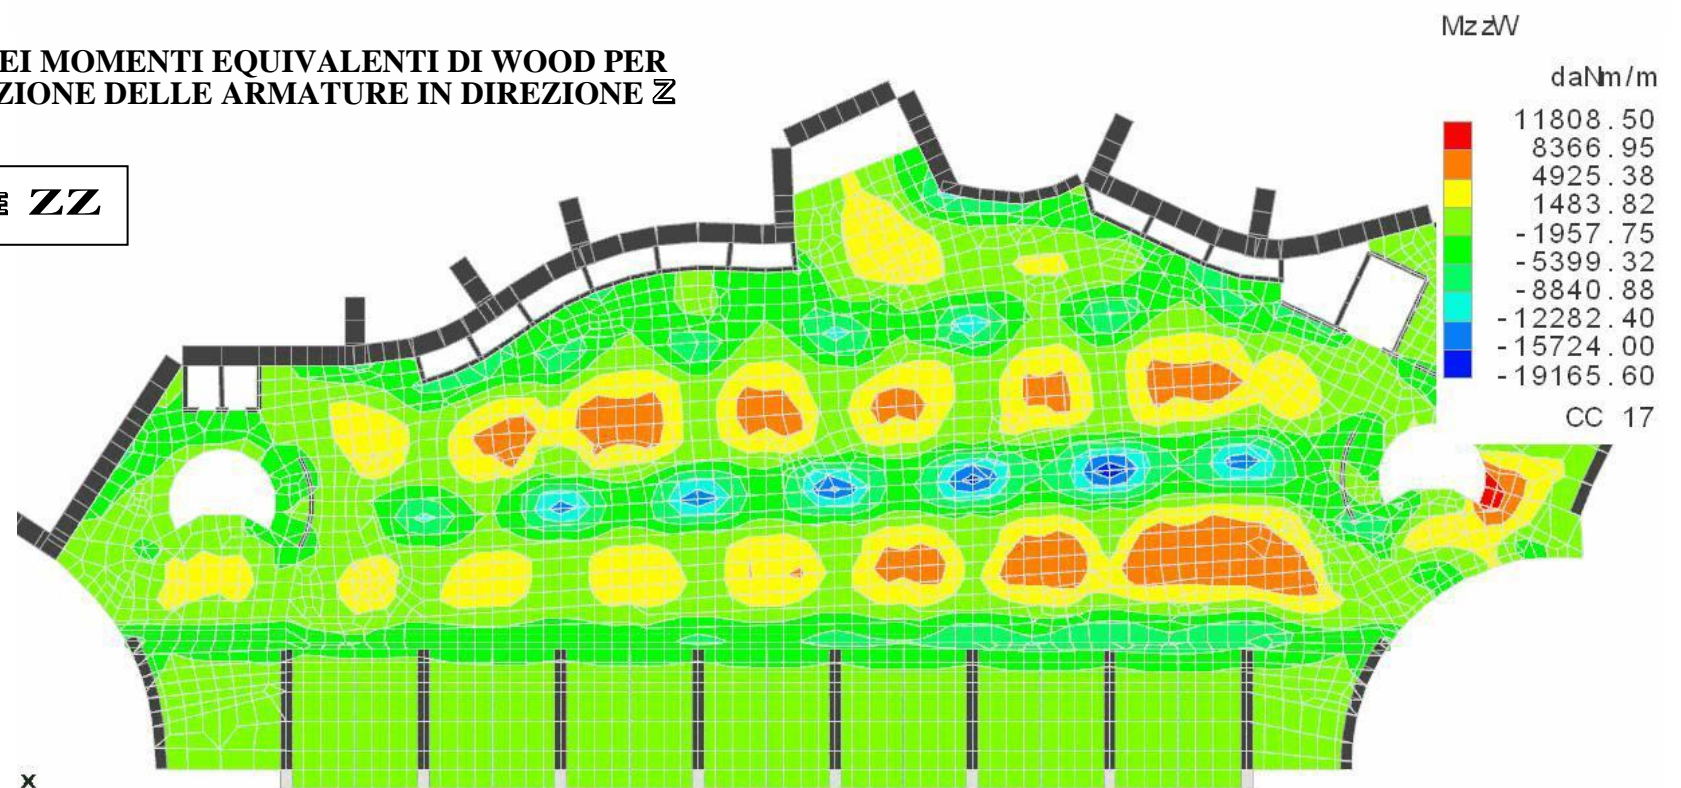 EI MOMENTI EQUIVALENTI DI WOOD PER
ZIONE DELLE ARMATURE IN DIREZIONE Z
E ZZ
MzzW
daNm/m
11808.50
8366.95
4925.38
1483.82
-1957.75
-5399.32
-8840.88
-12282.40
-15724.00
-19165.60
CC 17
x